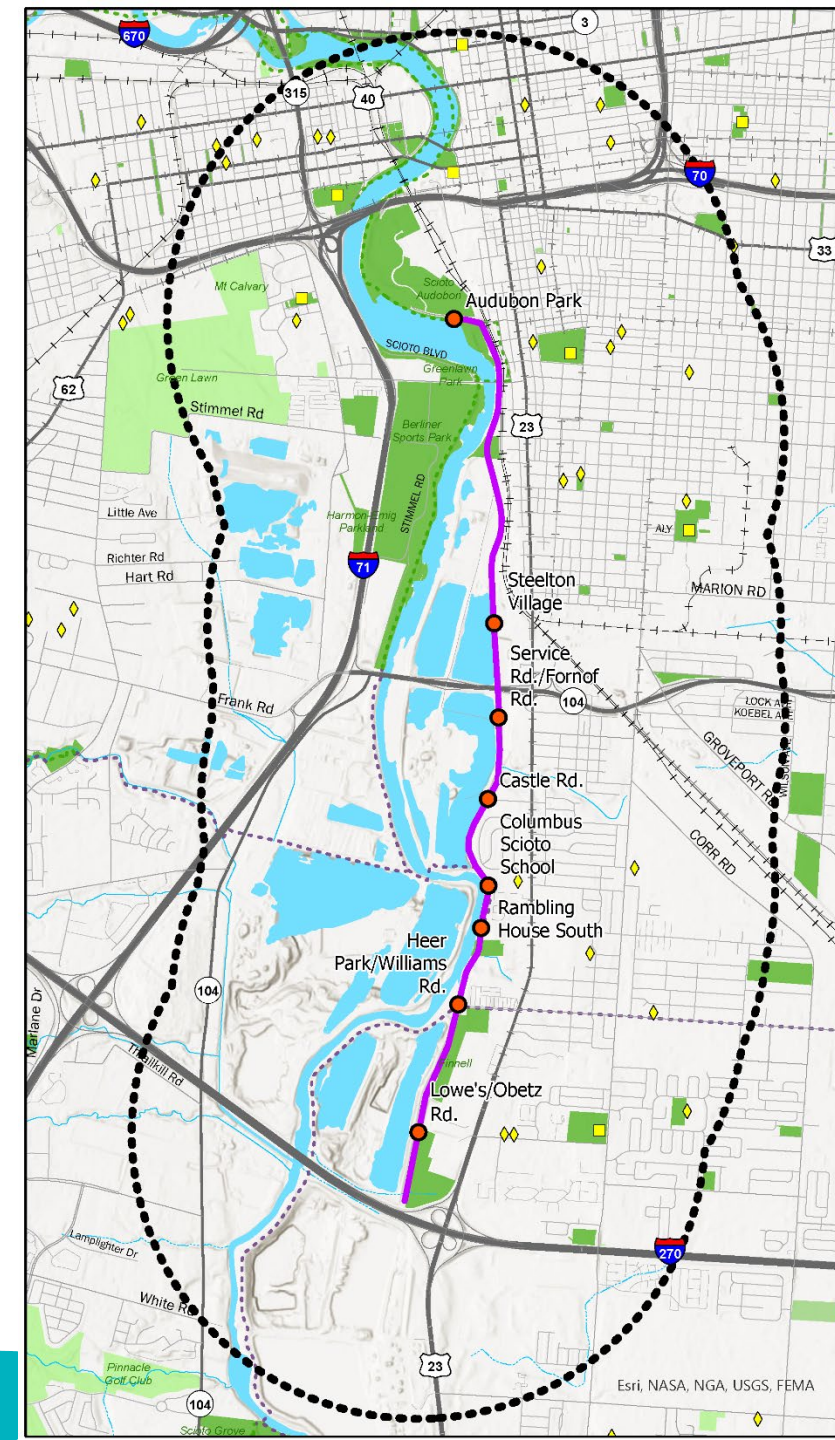 3
670
315
40
70
33
Mt Calvary
Scioto
Audubon
Audubon Park
SCIOTO BLVD
Greenlawn
Park
62
Green Lawn
Stimmel Rd
Berliner
Sports Park
23
STIMMEL RD
Little Ave
Harmon-Emig
Parkland
ALY
Richter Rd
Hart Rd
71
Steelton
Village
MARION RD
Service
Rd./Fornof
Rd.
Frank Rd
104
LOCK AVE
KOEBEL AVE
GROVEPORT RD
Castle Rd.
CORR RD
Columbus
Scioto
School
Rambling
House South
Heer
Park/Williams
Rd.
104
Marlane Dr
Thrailkill Rd
Lowe's/Obetz
Rd.
Lamplighter Dr
270
White Rd
23
Pinnacle
Golf Club
Esri, NASA, NGA, USGS, FEMA
104
Scioto Grove